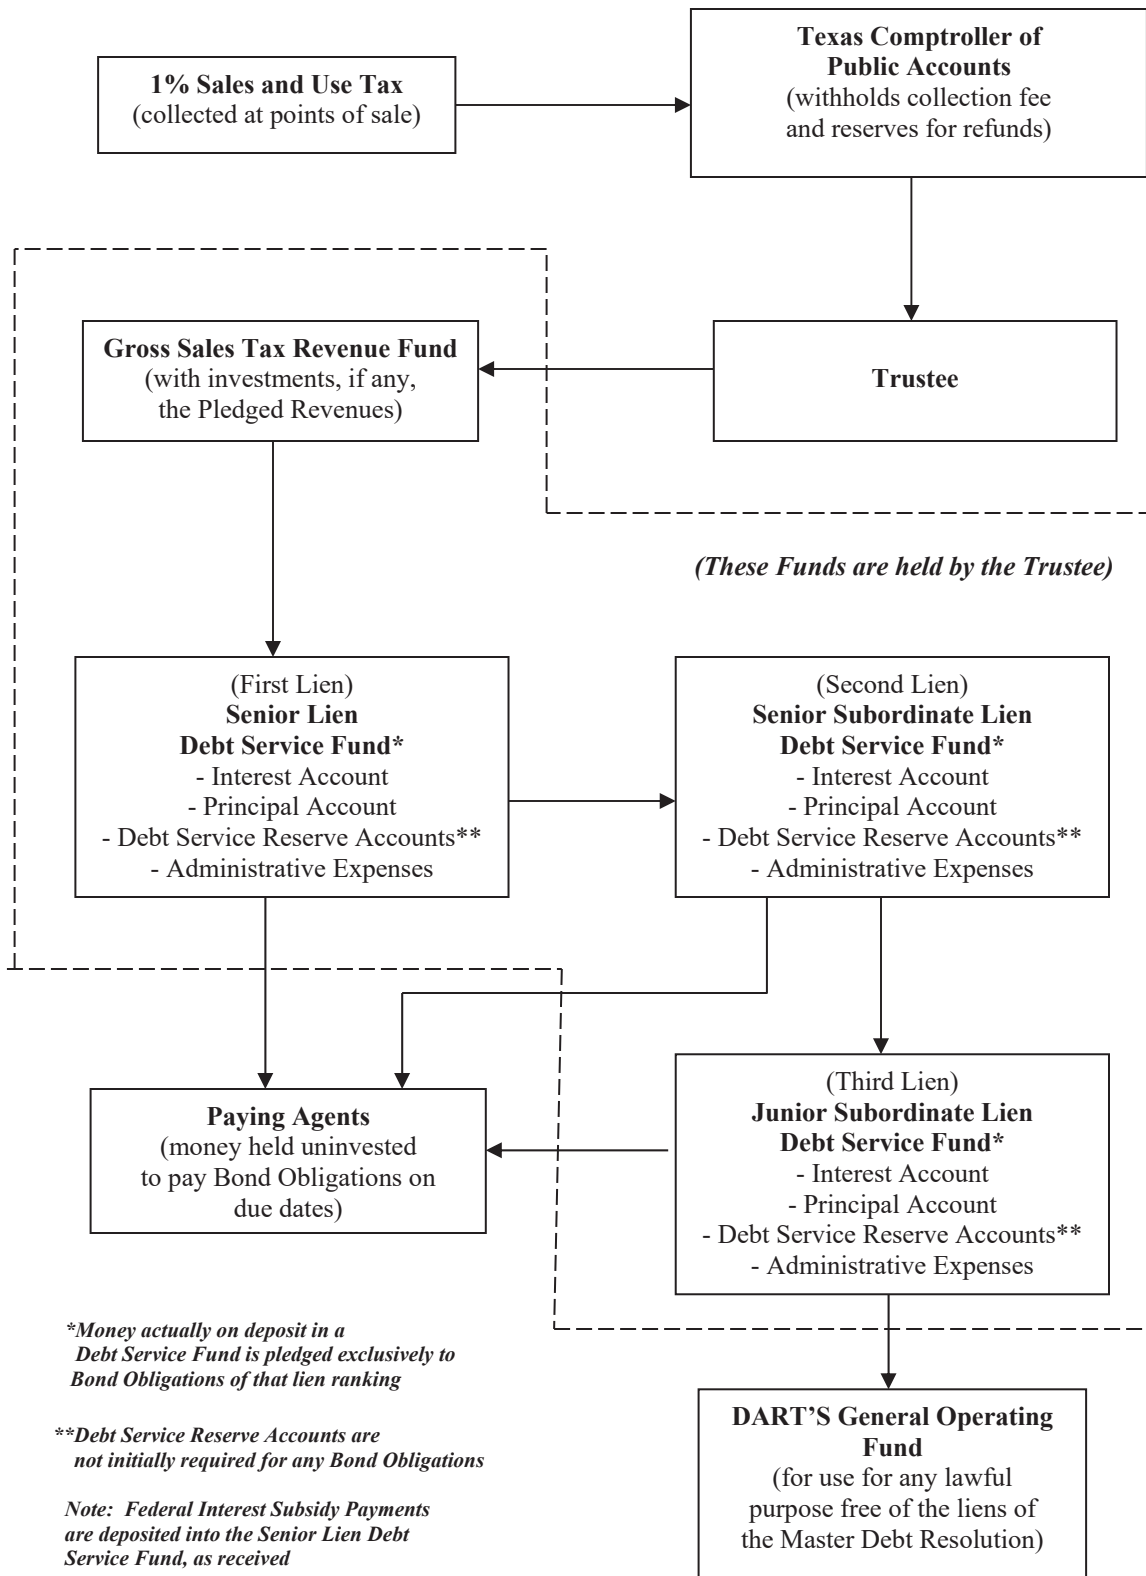 1% Sales and Use Tax
(collected at points of sale)
Texas Comptroller of
Public Accounts
(withholds collection fee
and reserves for refunds)
Gross Sales Tax Revenue Fund
(with investments, if any,
the Pledged Revenues)
Trustee
(These Funds are held by the Trustee)
(First Lien)
Senior Lien
Debt Service Fund*
- Interest Account
- Principal Account
- Debt Service Reserve Accounts**
- Administrative Expenses
(Second Lien)
Senior Subordinate Lien
Debt Service Fund*
- Interest Account
- Principal Account
- Debt Service Reserve Accounts**
- Administrative Expenses
Paying Agents
(money held uninvested
to pay Bond Obligations on
due dates)
(Third Lien)
Junior Subordinate Lien
Debt Service Fund*
- Interest Account
- Principal Account
- Debt Service Reserve Accounts**
- Administrative Expenses
*Money actually on deposit in a
Debt Service Fund is pledged exclusively to
Bond Obligations of that lien ranking
**Debt Service Reserve Accounts are
not initially required for any Bond Obligations
Note: Federal Interest Subsidy Payments
are deposited into the Senior Lien Debt
Service Fund, as received
DART'S General Operating
Fund
(for use for any lawful
purpose free of the liens of
the Master Debt Resolution)